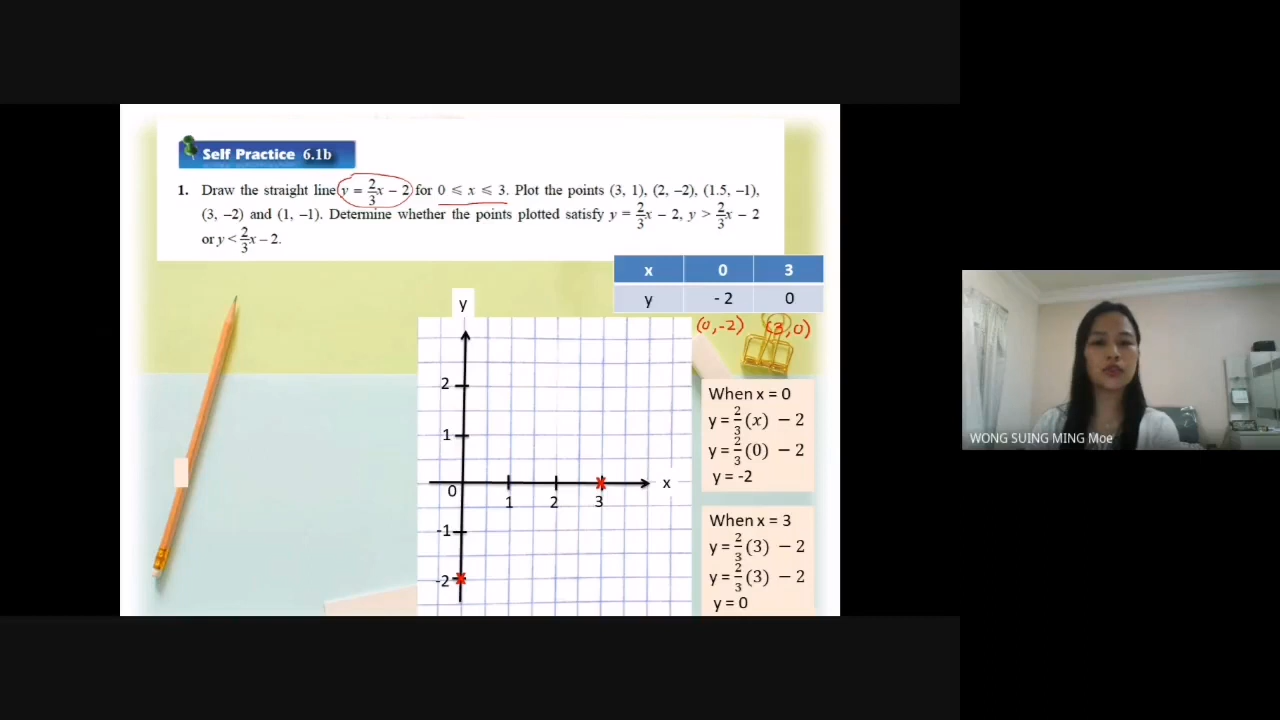 Self Practice 6.1b
1. Draw the straight line y = 2/3x − 2 for 0 ⩽ x ⩽ 3. Plot the points (3, 1), (2, −2), (1.5, −1),
(3, −2) and (1, −1). Determine whether the points plotted satisfy y = 2/3x − 2, y > 2/3x − 2
or y < 2/3x − 2.
x 0 3
y - 2 0
(0,-2) (3,0)
y
2
1
0 1 2 3 x
-1
-2
When x = 0
y = 2/3(x) − 2
y = 2/3(0) − 2
y = -2
When x = 3
y = 2/3(3) − 2
y = 2/3(3) − 2
y = 0
WONG SUING MING Moe